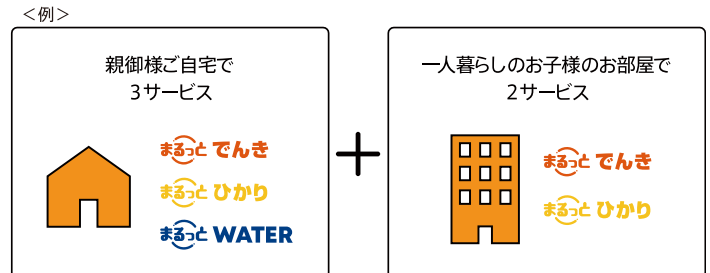 ＜例＞
親御様ご自宅で
3サービス
まるっと でんき
まるっと ひかり
まるっと WATER
＋
一人暮らしのお子様のお部屋で
2サービス
まるっと でんき
まるっと ひかり